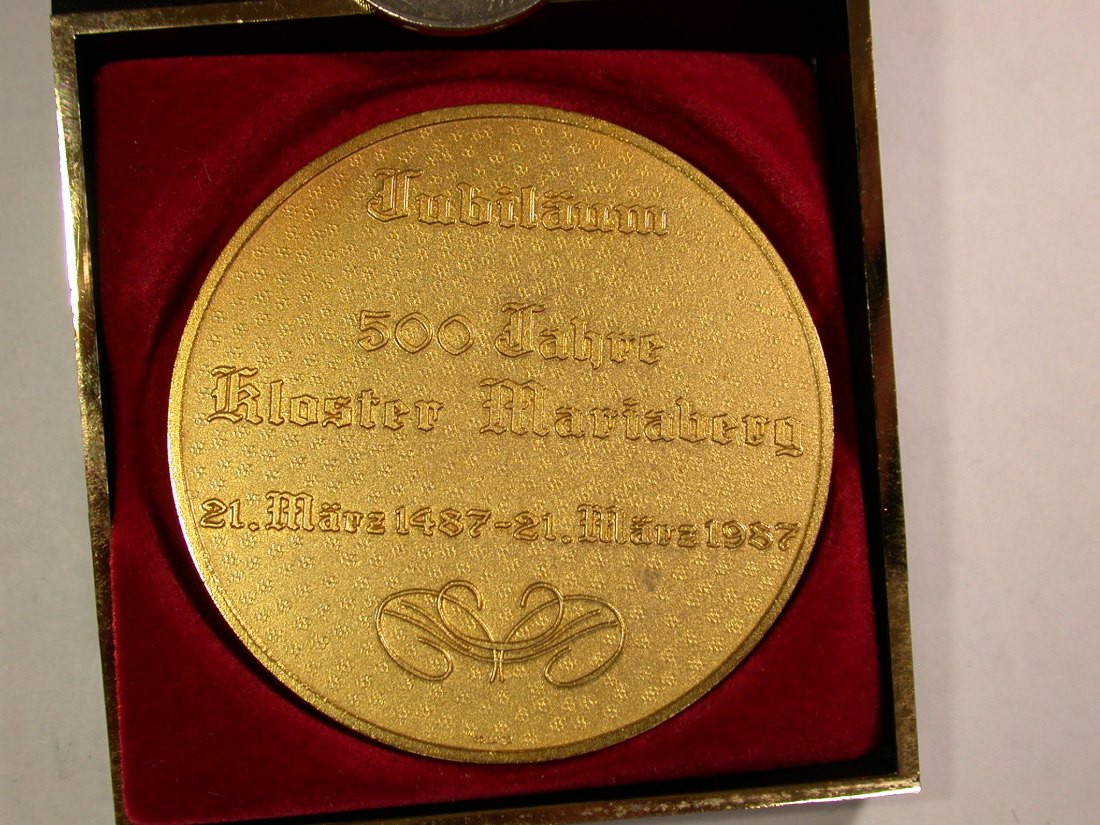 Jubiläum
500 Jahre
Kloster Mariaberg
21. März 1487-21. März 1987